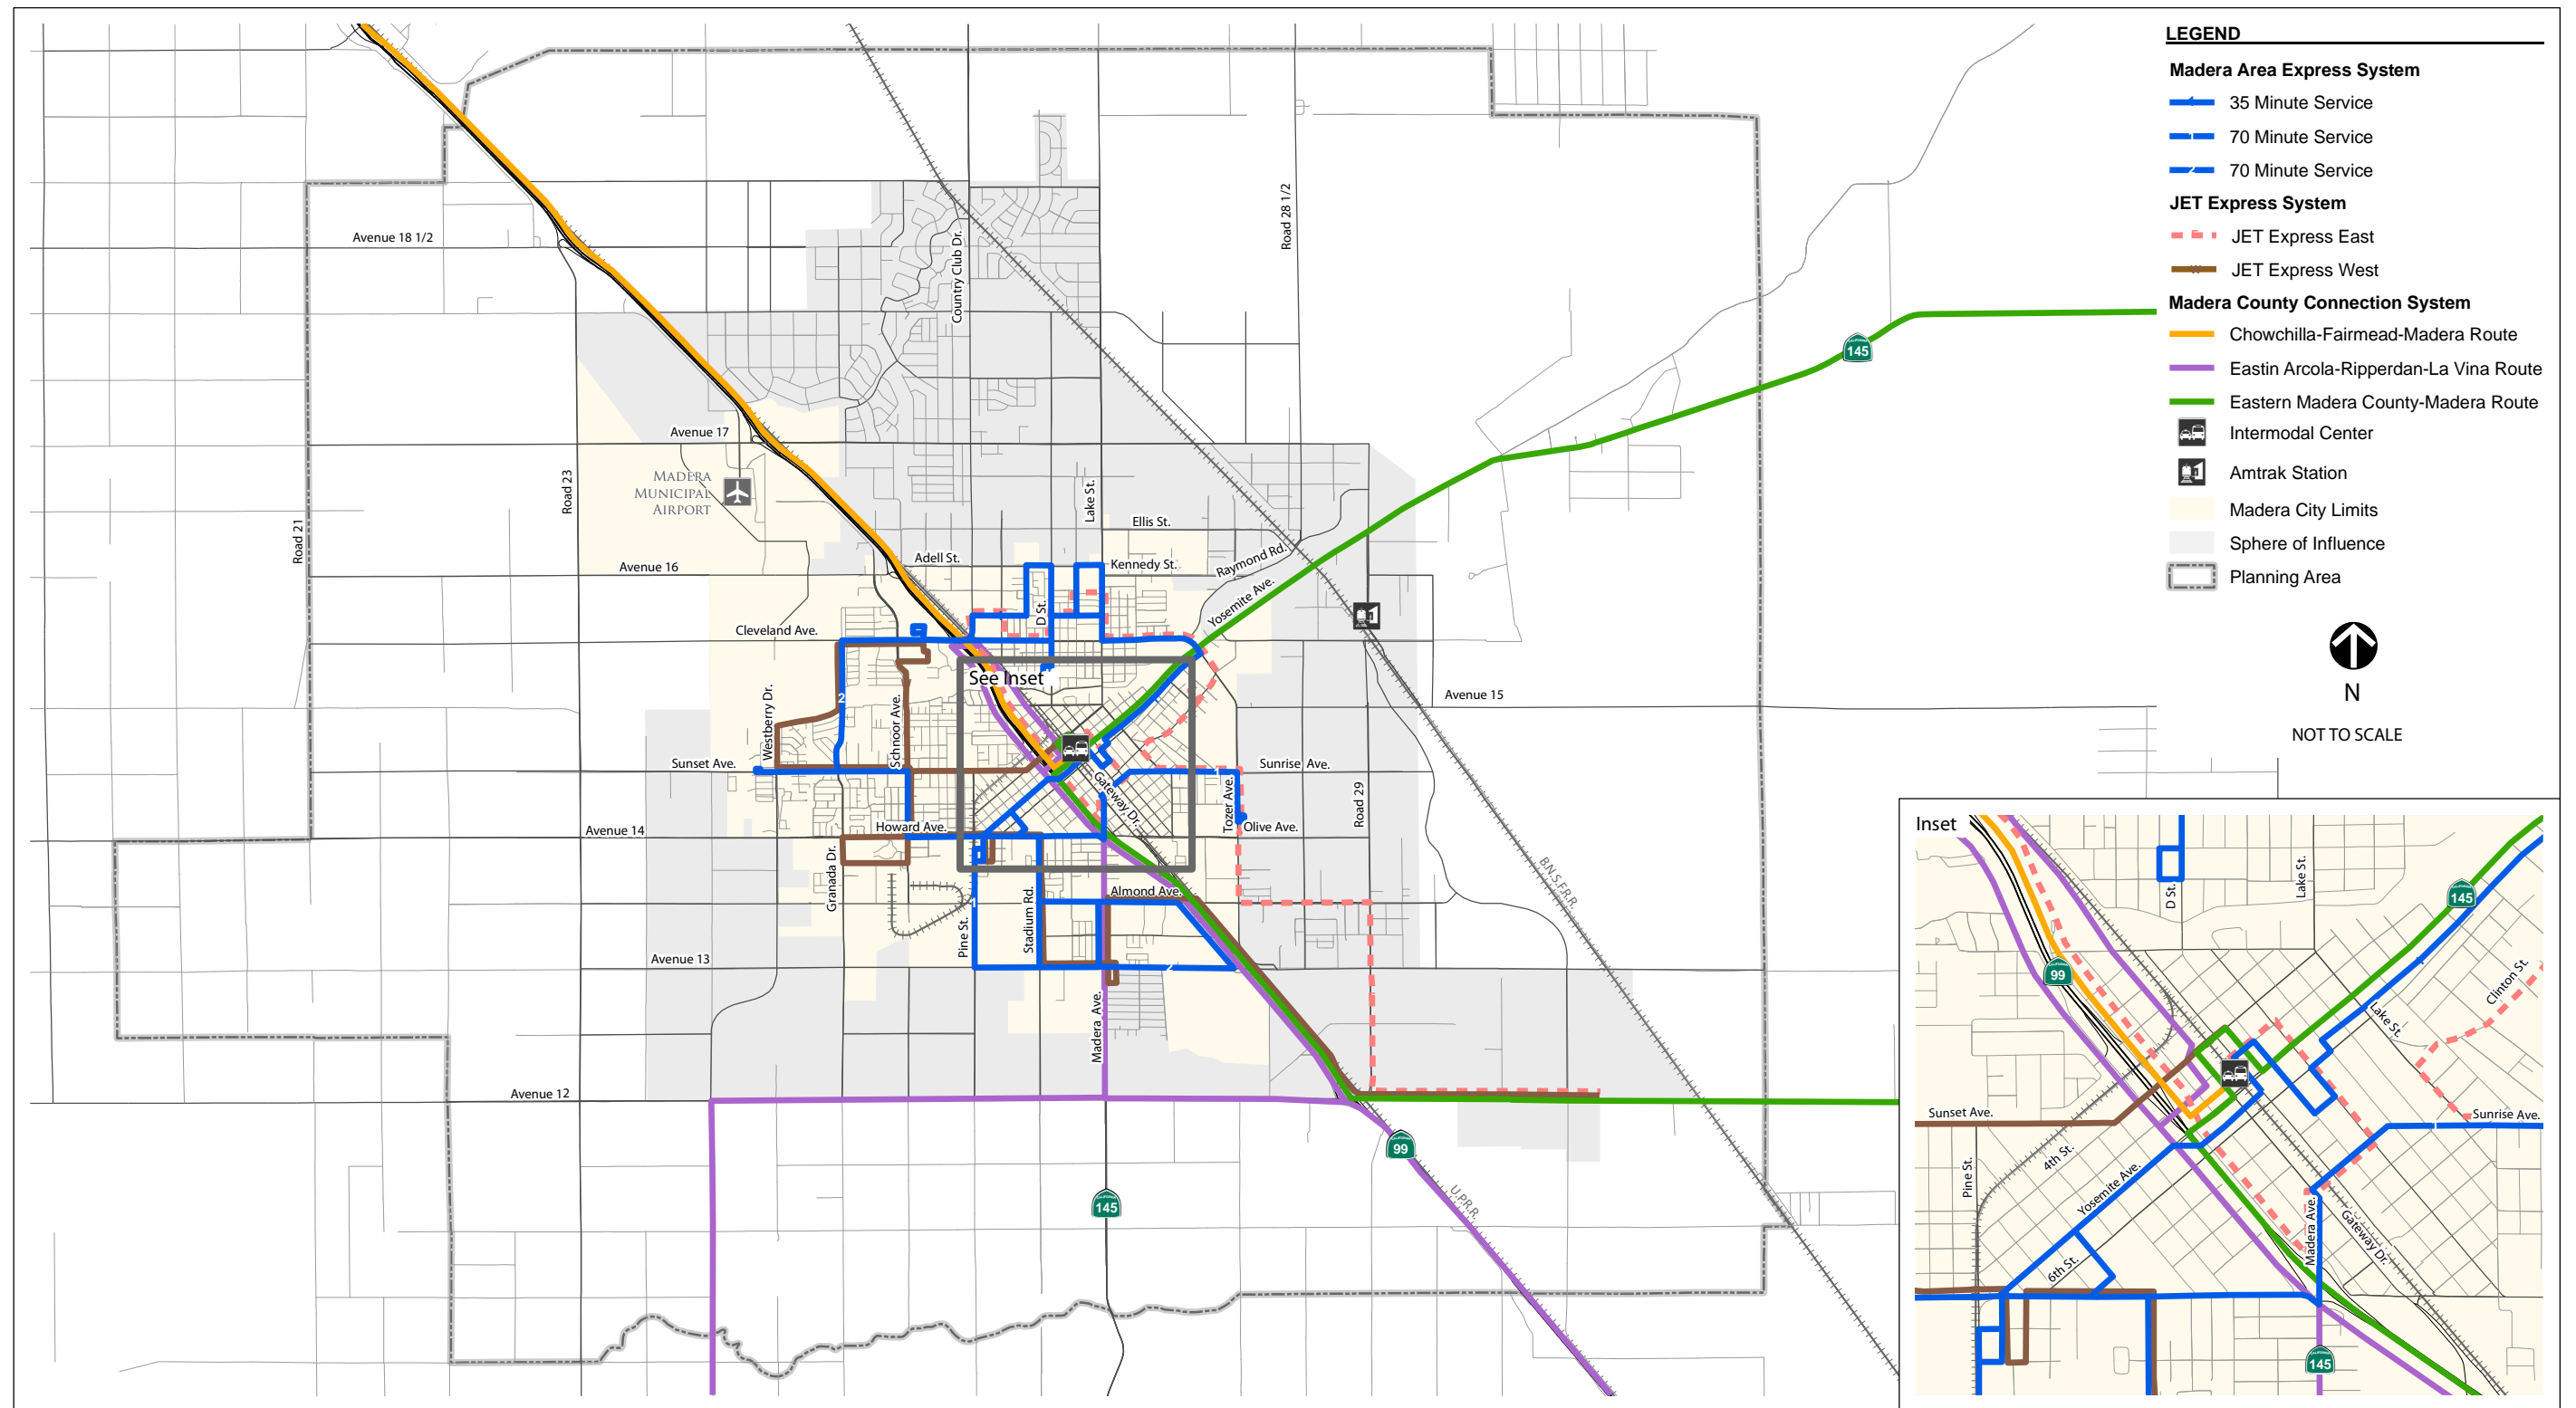 LEGEND
Madera Area Express System
35 Minute Service
1
70 Minute Service
2
70 Minute Service
JET Express System
JET Express East
JET Express West
Madera County Connection System
Chowchilla-Fairmead-Madera Route
Eastin Arcola-Ripperdan-La Vina Route
Eastern Madera County-Madera Route
Intermodal Center
Amtrak Station
Madera City Limits
Sphere of Influence
Planning Area
N
NOT TO SCALE
Avenue 18 1/2
Country Club Dr.
Road 28 1/2
145
Avenue 17
MADERA
MUNICIPAL
AIRPORT
Road 23
Road 21
Lake St.
Ellis St.
Adell St.
Kennedy St.
Raymond Rd.
Avenue 16
Yosemite Ave.
D St.
Cleveland Ave.
See Inset
Avenue 15
2
Westberry Dr.
Schnoor Ave.
Sunset Ave.
Sunrise Ave.
1
Gateway Dr.
Tozer Ave.
Road 29
Avenue 14
Howard Ave.
Olive Ave.
Granada Dr.
Almond Ave.
B.N.S.F.R.R.
1
Pine St.
Stadium Rd.
Avenue 13
2
Madera Ave.
Avenue 12
99
145
U.P.R.R.
Inset
D St.
Lake St.
145
99
Clinton St.
Lake St.
Sunset Ave.
Sunrise Ave.
4th St.
Pine St.
Yosemite Ave.
Madera Ave.
Gateway Dr.
6th St.
145